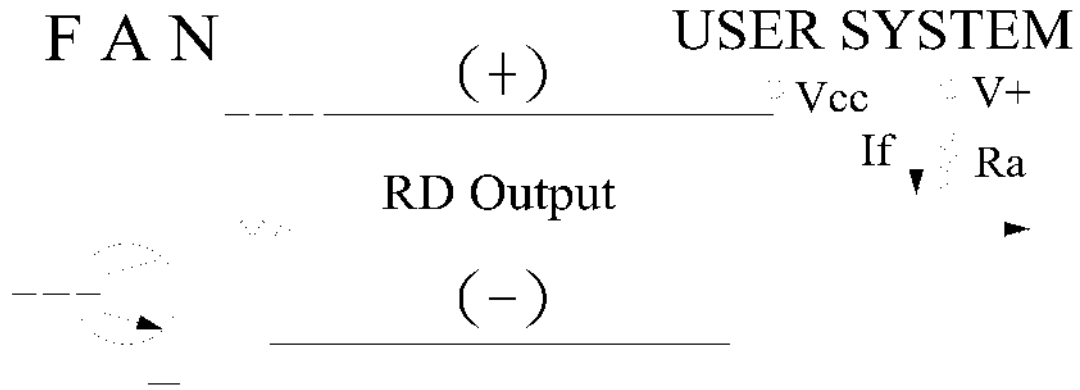 F A N
USER SYSTEM
(+)
Vcc
V+
If
Ra
RD Output
(−)